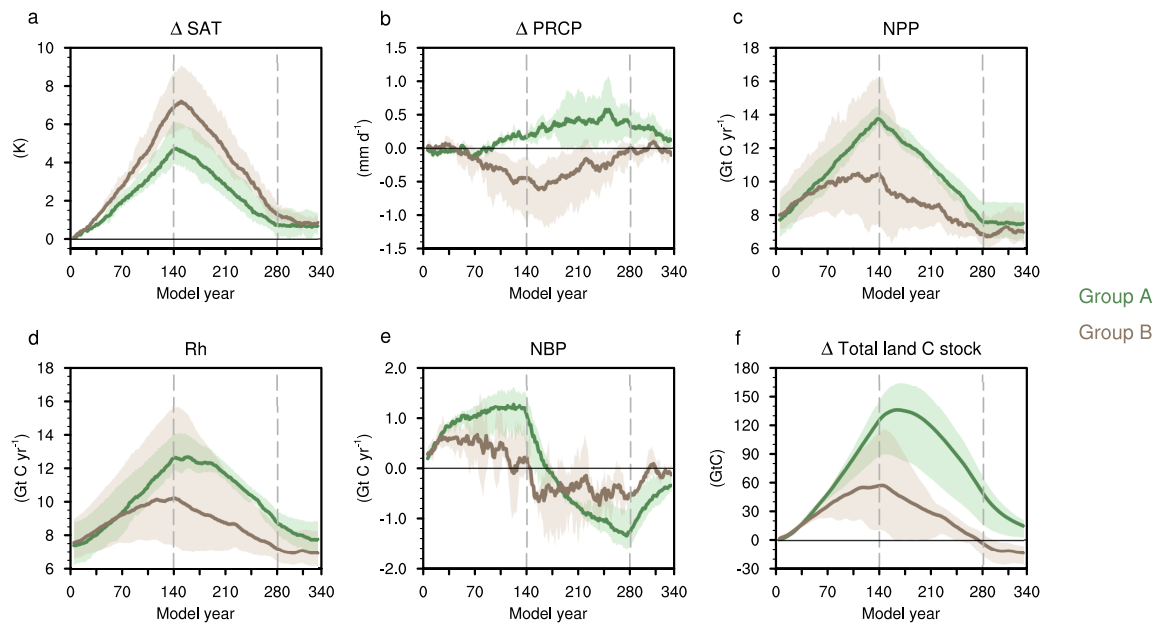 a
Δ SAT
(K)
10
8
6
4
2
0
0 70 140 210 280 340
Model year
b
Δ PRCP
(mm d⁻¹)
1.5
1.0
0.5
0.0
-0.5
-1.0
-1.5
0 70 140 210 280 340
Model year
c
NPP
(Gt C yr⁻¹)
18
16
14
12
10
8
6
0 70 140 210 280 340
Model year
Group A
Group B
d
Rh
(Gt C yr⁻¹)
18
16
14
12
10
8
6
0 70 140 210 280 340
Model year
e
NBP
(Gt C yr⁻¹)
2.0
1.0
0.0
-1.0
-2.0
0 70 140 210 280 340
Model year
f
Δ Total land C stock
(GtC)
180
150
120
90
60
30
0
-30
0 70 140 210 280 340
Model year